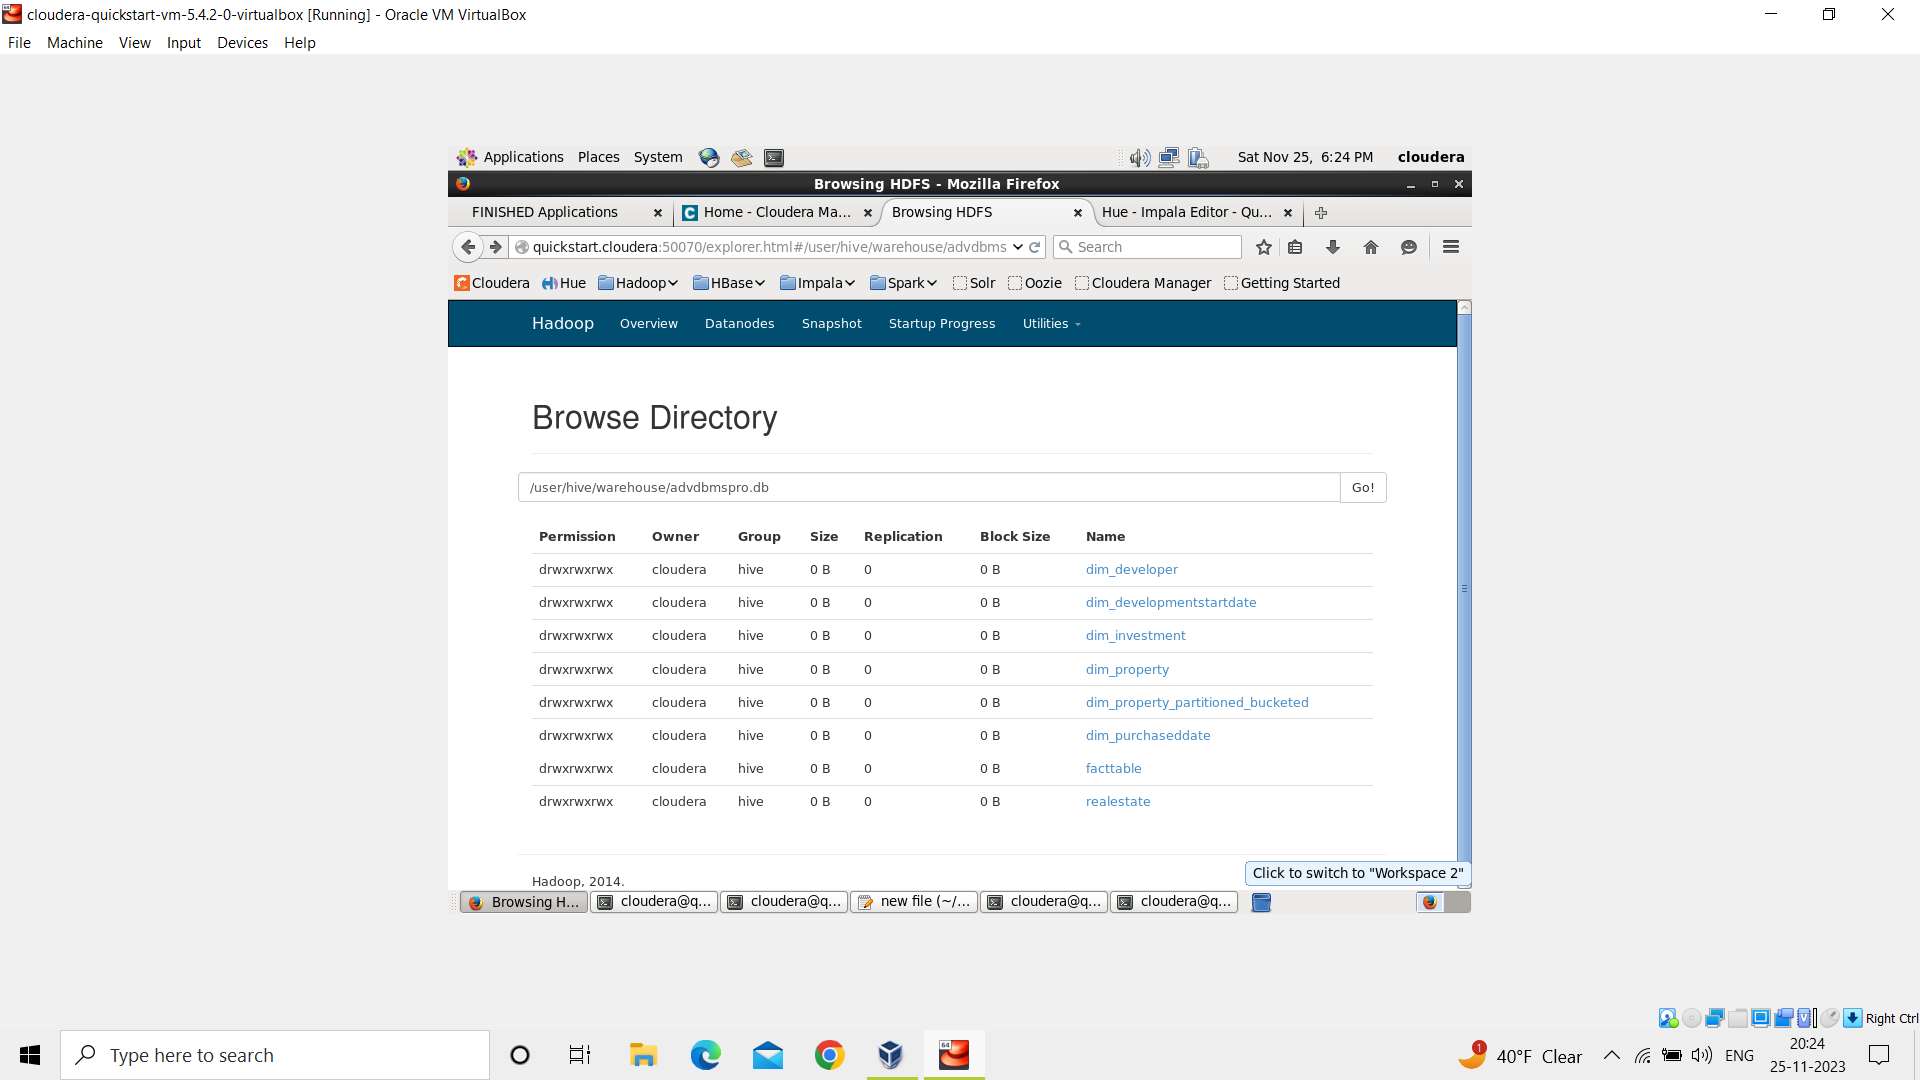 cloudera-quickstart-vm-5.4.2-0-virtualbox [Running] - Oracle VM VirtualBox
File Machine View Input Devices Help
Applications Places System Sat Nov 25, 6:24 PM cloudera
Browsing HDFS - Mozilla Firefox
FINISHED Applications Home - Cloudera Ma... Browsing HDFS Hue - Impala Editor - Qu...
quickstart.cloudera:50070/explorer.html#/user/hive/warehouse/advdbms Search
Cloudera Hue Hadoop HBase Impala Spark Solr Oozie Cloudera Manager Getting Started
Hadoop Overview Datanodes Snapshot Startup Progress Utilities
Browse Directory
/user/hive/warehouse/advdbmspro.db Go!
Permission Owner Group Size Replication Block Size Name
drwxrwxrwx cloudera hive 0 B 0 0 B dim_developer
drwxrwxrwx cloudera hive 0 B 0 0 B dim_developmentstartdate
drwxrwxrwx cloudera hive 0 B 0 0 B dim_investment
drwxrwxrwx cloudera hive 0 B 0 0 B dim_property
drwxrwxrwx cloudera hive 0 B 0 0 B dim_property_partitioned_bucketed
drwxrwxrwx cloudera hive 0 B 0 0 B dim_purchaseddate
drwxrwxrwx cloudera hive 0 B 0 0 B facttable
drwxrwxrwx cloudera hive 0 B 0 0 B realestate
Click to switch to "Workspace 2"
Hadoop, 2014.
Browsing H... cloudera@q... cloudera@q... new file (~/... cloudera@q... cloudera@q...
Right Ctrl
Type here to search 64 1 40°F Clear ENG 20:24
25-11-2023